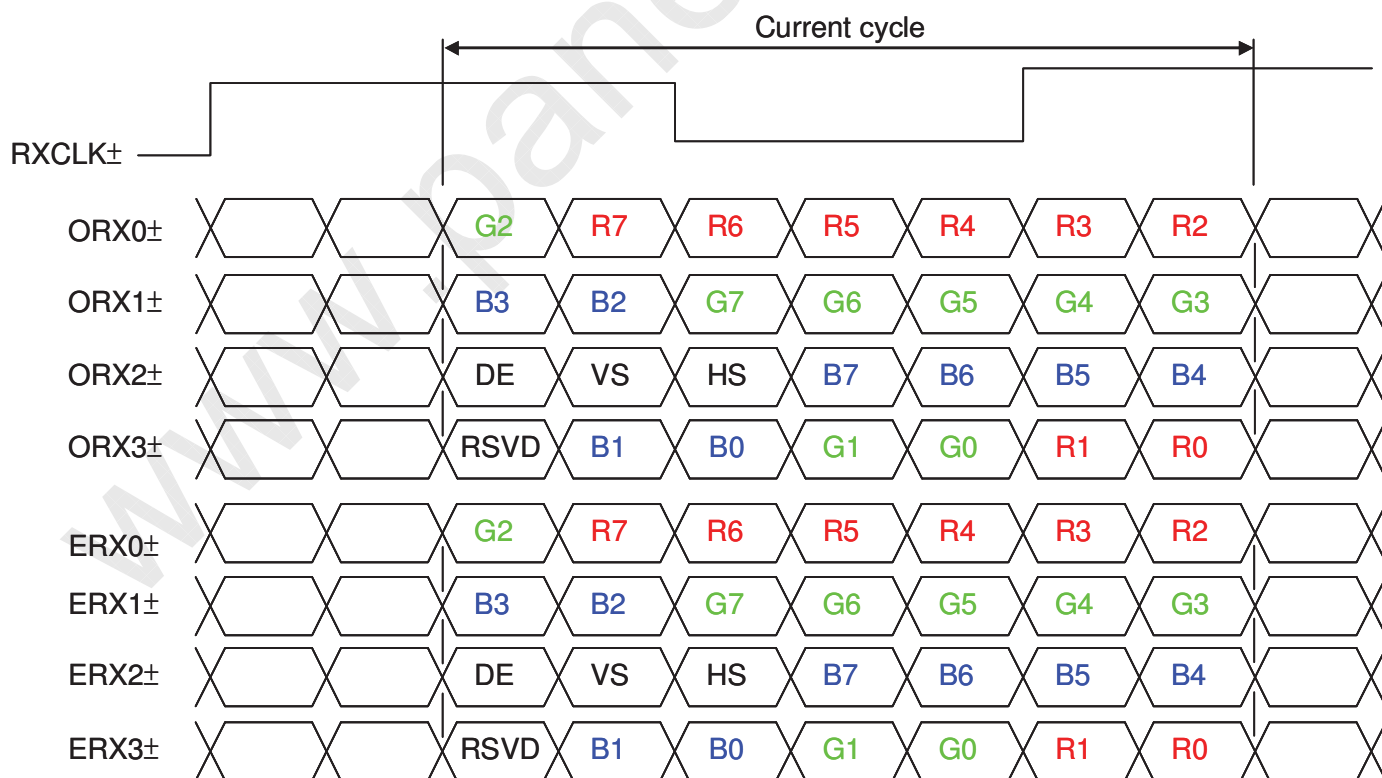 Current cycle
RXCLK±
ORX0± G2 R7 R6 R5 R4 R3 R2
ORX1± B3 B2 G7 G6 G5 G4 G3
ORX2± DE VS HS B7 B6 B5 B4
ORX3± RSVD B1 B0 G1 G0 R1 R0
ERX0± G2 R7 R6 R5 R4 R3 R2
ERX1± B3 B2 G7 G6 G5 G4 G3
ERX2± DE VS HS B7 B6 B5 B4
ERX3± RSVD B1 B0 G1 G0 R1 R0